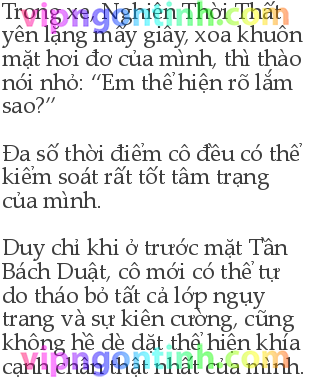 Trong xe, Nghiên Thời Thất
yên lặng mấy giây, xoa khuôn
mặt hơi đơ của mình, thì thào
nói nhỏ: “Em thể hiện rõ lắm
sao?”

Đa số thời điểm cô đều có thể
kiểm soát rất tốt tâm trạng
của mình.

Duy chỉ khi ở trước mặt Tần
Bách Duật, cô mới có thể tự
do tháo bỏ tất cả lớp ngụy
trang và sự kiên cường, cũng
không hề dè dặt thể hiện khía
cạnh chân thật nhất của mình.
vipngontinh.com
vipngontinh.com